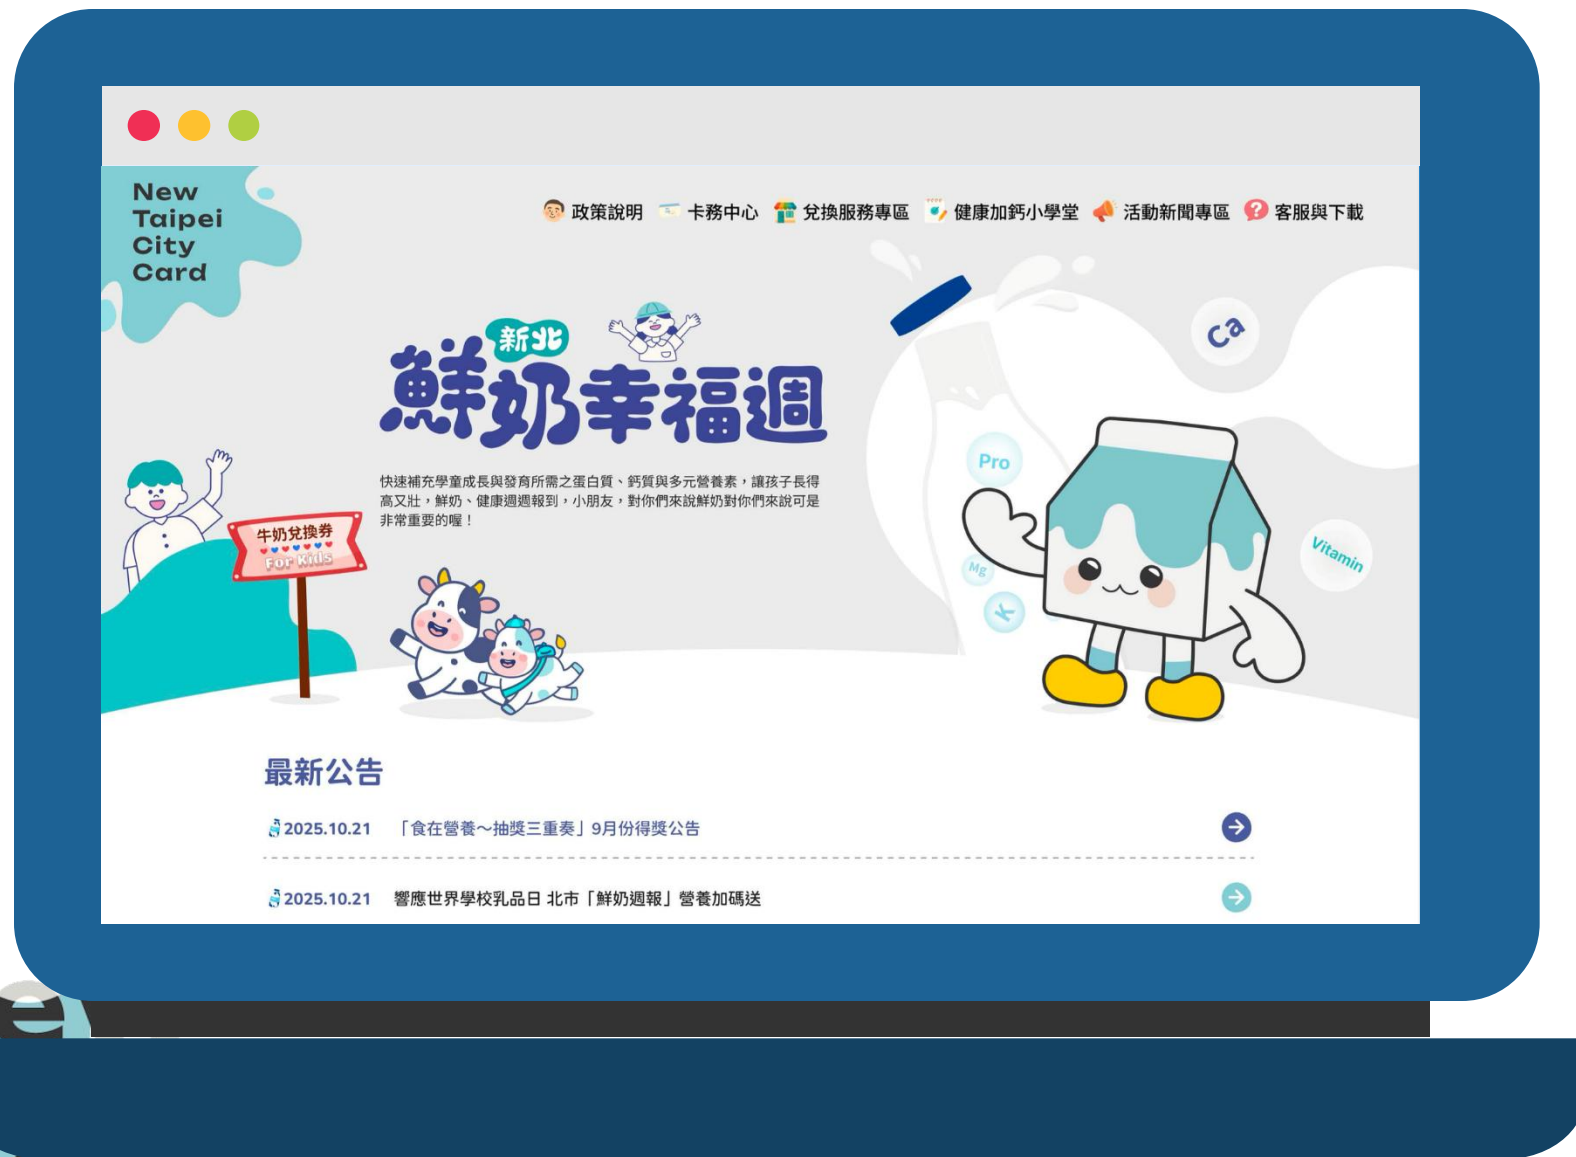 New
Taipei
City
Card
政策說明 卡務中心 兌換服務專區 健康加鈣小學堂 活動新聞專區 客服與下載
新北
鮮奶幸福週
快速補充學童成長與發育所需之蛋白質、鈣質與多元營養素，讓孩子長得
高又壯，鮮奶、健康週週報到，小朋友，對你們來說鮮奶對你們來說可是
非常重要的喔！
牛奶兌換券
For Kids
Ca
Pro
Mg
K
Vitamin
最新公告
2025.10.21 「食在營養～抽獎三重奏」9月份得獎公告
2025.10.21 響應世界學校乳品日 北市「鮮奶週報」營養加碼送
e